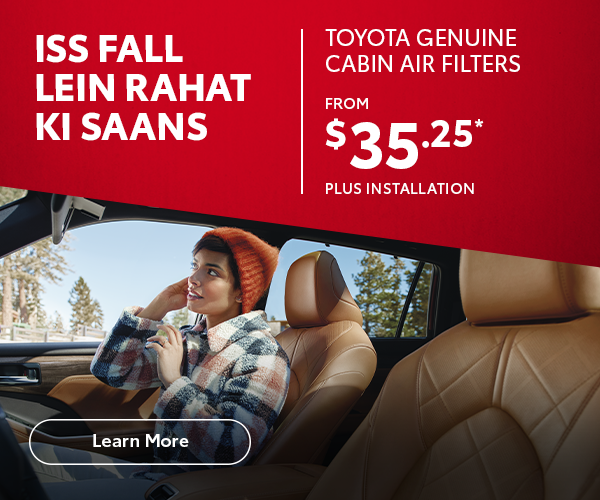 ISS FALL
LEIN RAHAT
KI SAANS
TOYOTA GENUINE
CABIN AIR FILTERS
FROM
$35.25*
PLUS INSTALLATION
Learn More